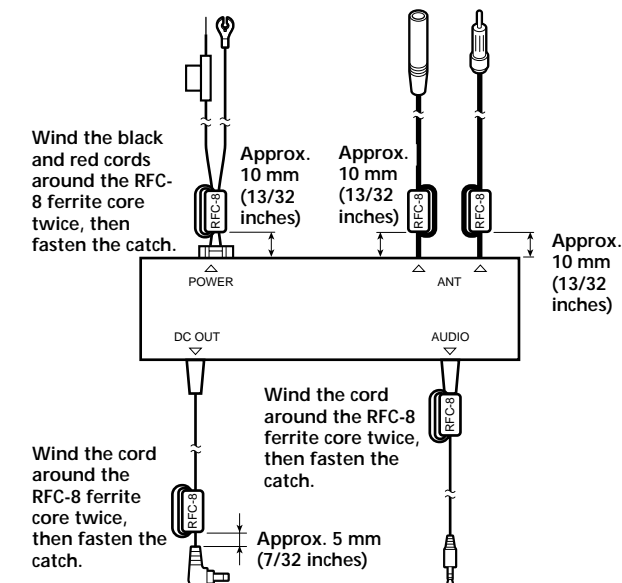 Wind the black
and red cords
around the RFC-
8 ferrite core
twice, then
fasten the catch.
RFC-8
Approx.
10 mm
(13/32
inches)
Approx.
10 mm
(13/32
inches)
RFC-8
RFC-8
Approx.
10 mm
(13/32
inches)
POWER
ANT
DC OUT
AUDIO
Wind the cord
around the RFC-8
ferrite core twice,
then fasten the
catch.
RFC-8
Wind the cord
around the
RFC-8 ferrite
core twice,
then fasten the
catch.
RFC-8
Approx. 5 mm
(7/32 inches)